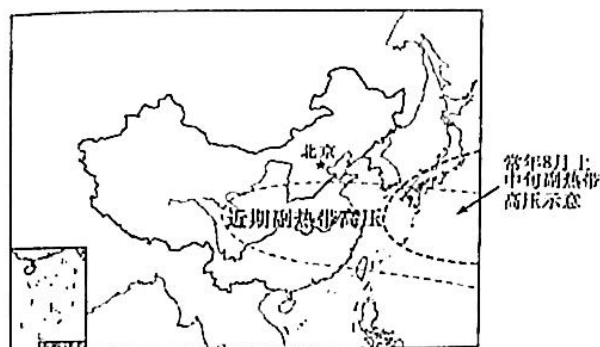 北京
近期副热带高压
常年8月上
中旬副热带
高压示意